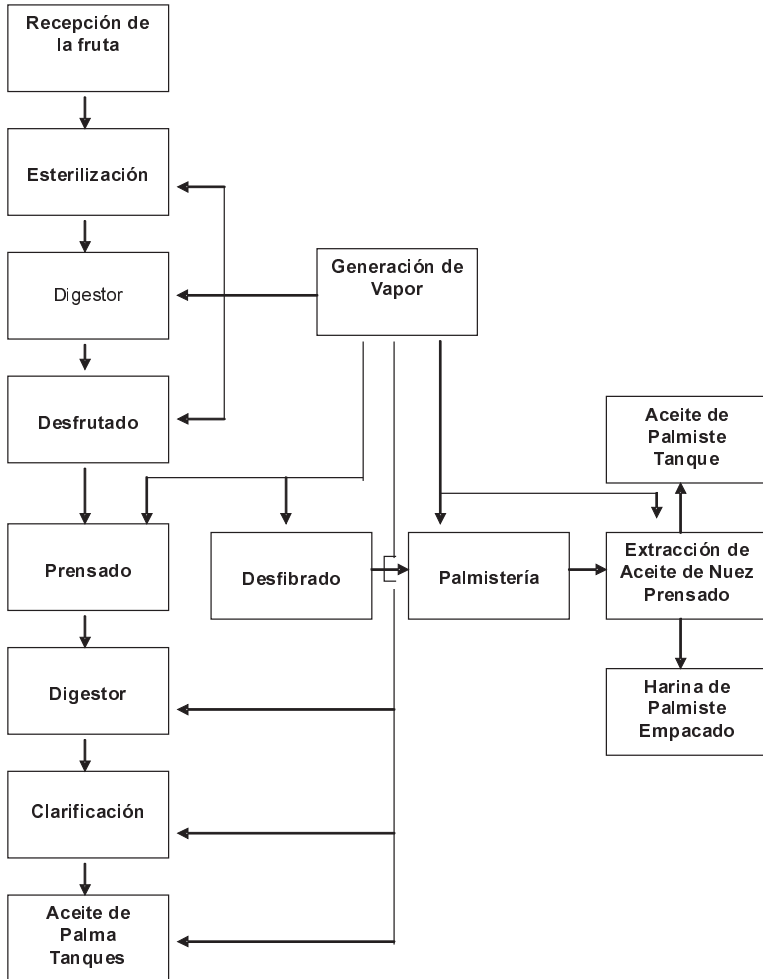 Recepción de
la fruta
Esterilización
Digestor
Generación de
Vapor
Desfrutado
Aceite de
Palmiste
Tanque
Prensado
Desfibrado
Palmistería
Extracción de
Aceite de Nuez
Prensado
Digestor
Harina de
Palmiste
Empacado
Clarificación
Aceite de
Palma
Tanques